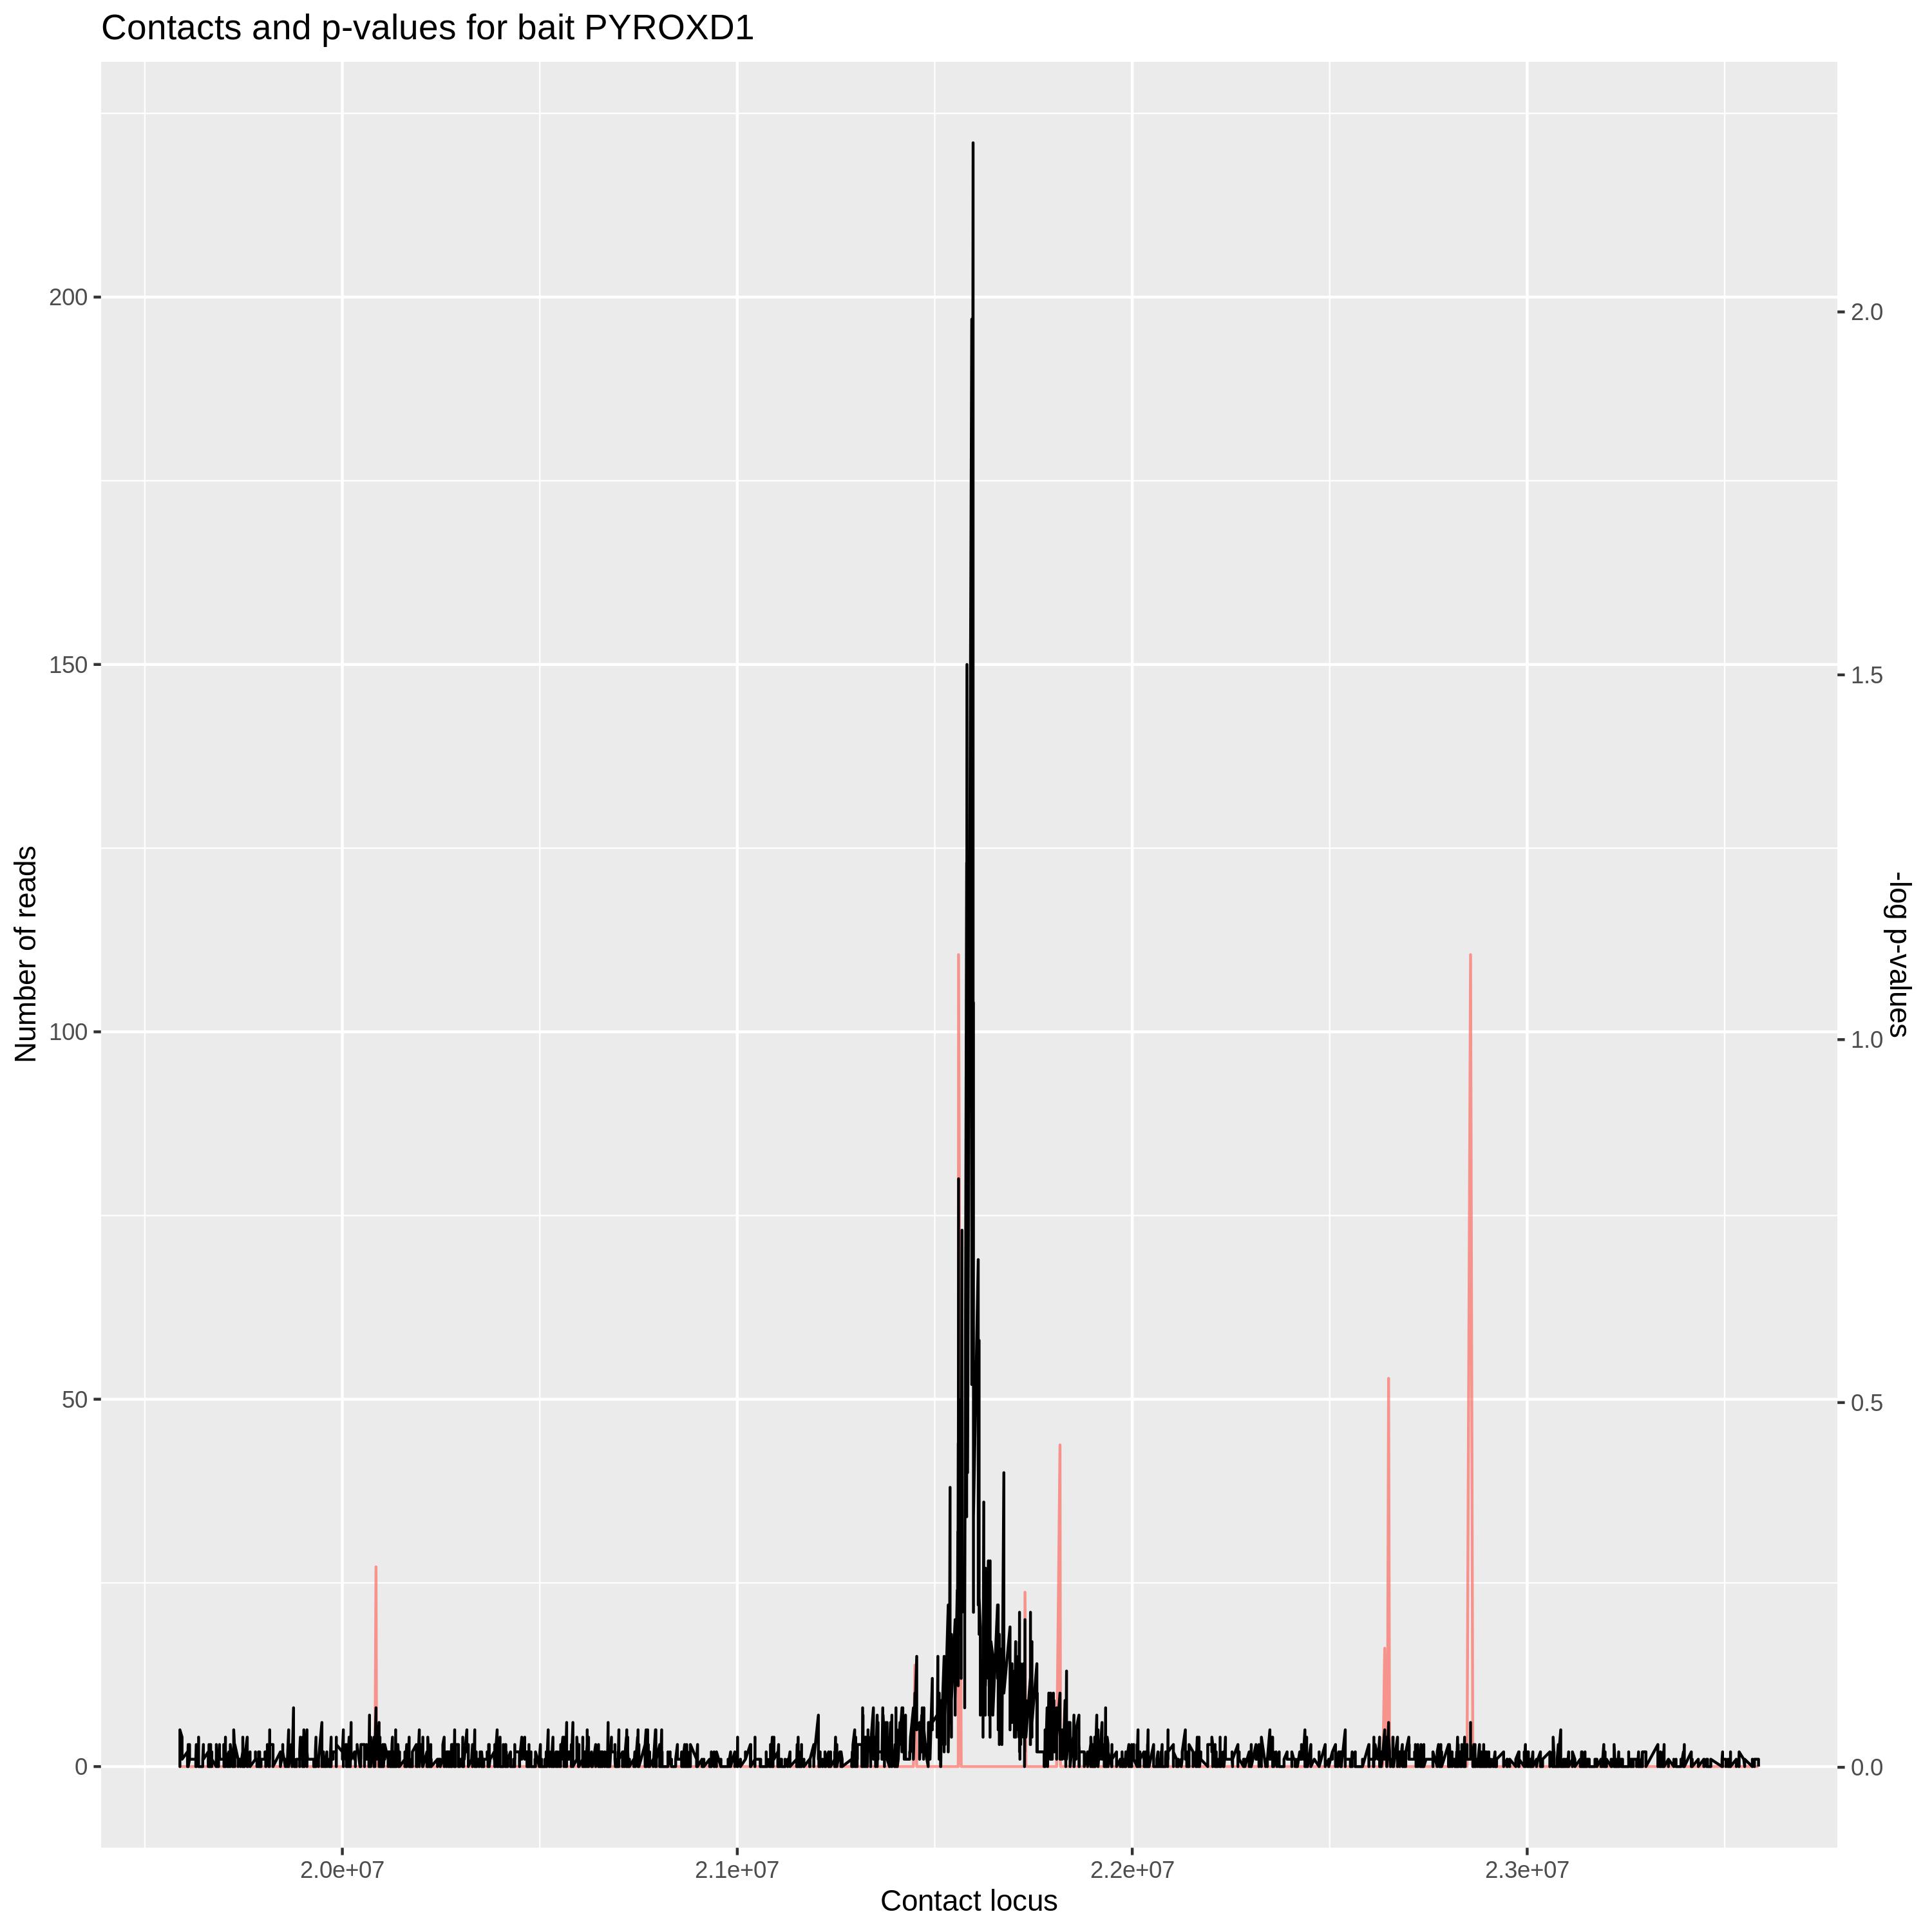 Contacts and p-values for bait PYROXD1
Number of reads
200
150
100
50
0
2.0
1.5
1.0
0.5
0.0
-log p-values
2.0e+07
2.1e+07
2.2e+07
2.3e+07
Contact locus